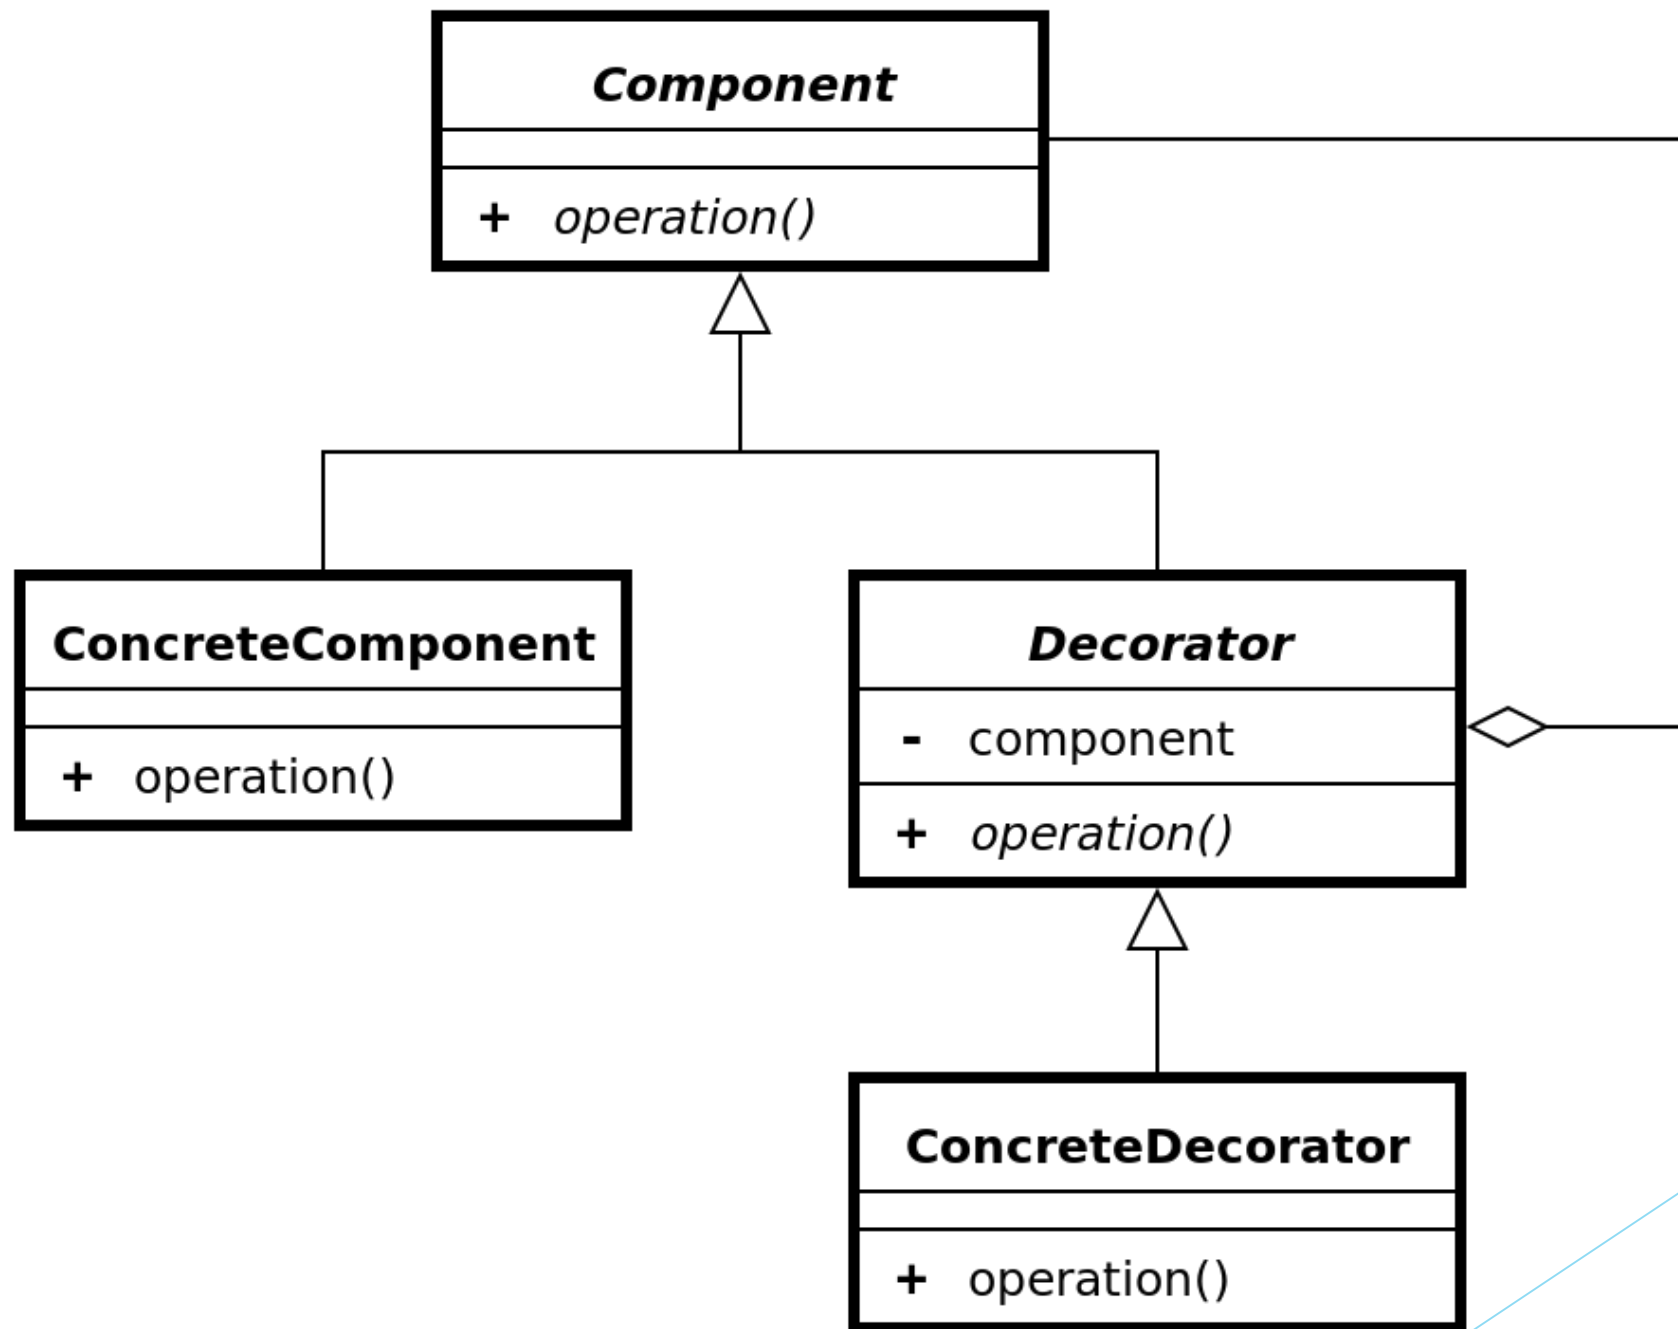 Component
+ operation()
ConcreteComponent
+ operation()
Decorator
- component
+ operation()
ConcreteDecorator
+ operation()